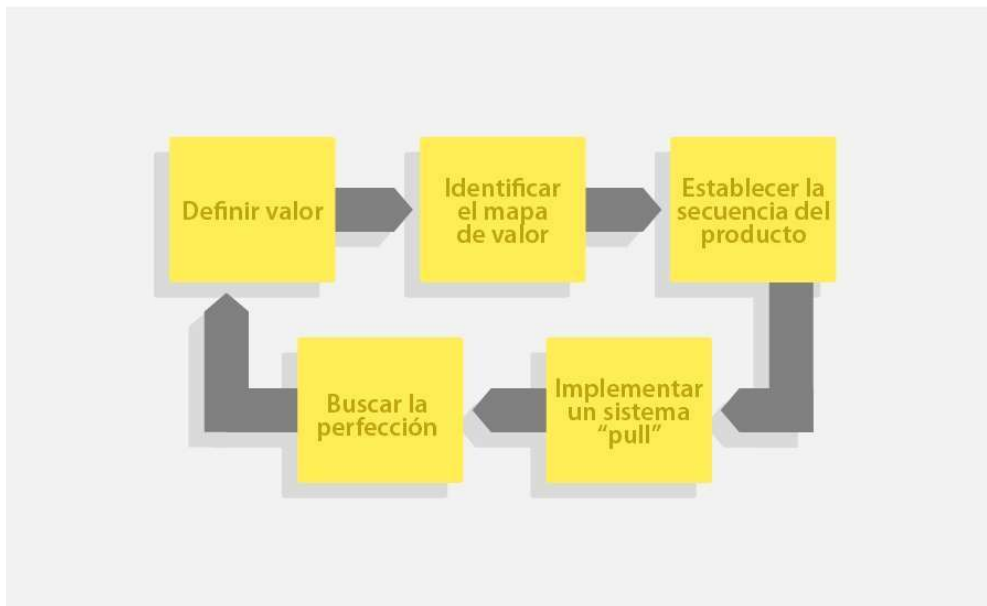 Definir valor
Identificar
el mapa
de valor
Establecer la
secuencia del
producto
Implementar
un sistema
“pull”
Buscar la
perfección